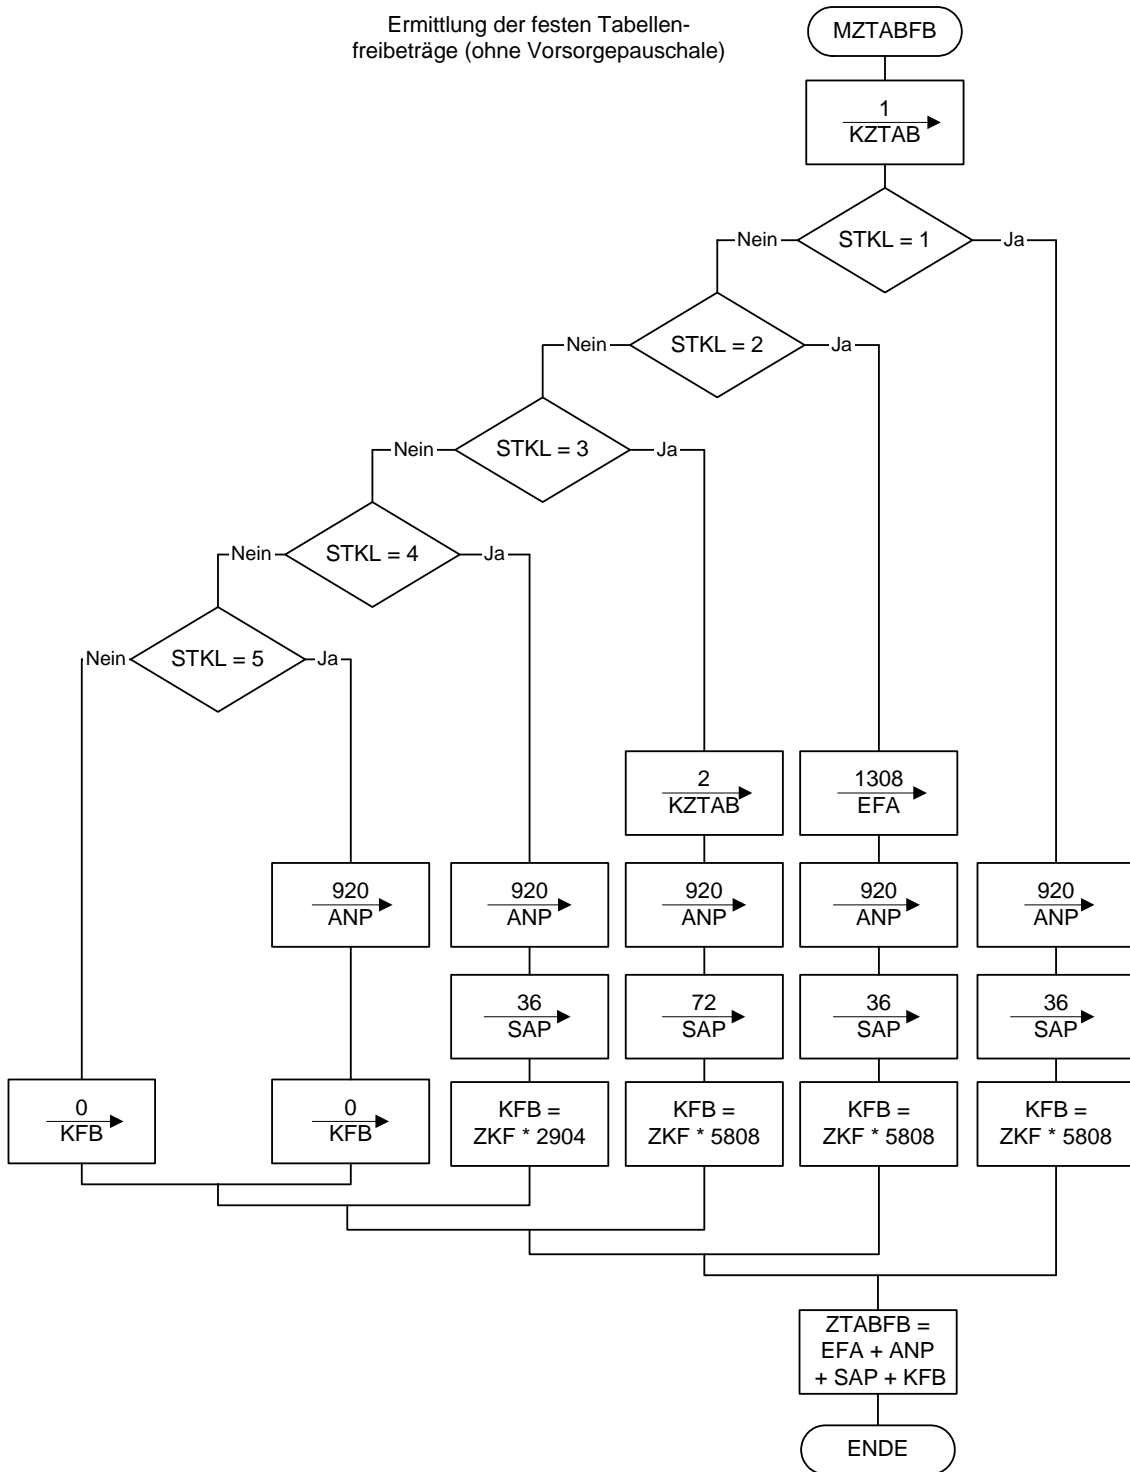 Ermittlung der festen Tabellen-
freibeträge (ohne Vorsorgepauschale)
MZTABFB
1
KZTAB
Nein
STKL = 1
Ja
Nein
STKL = 2
Ja
Nein
STKL = 3
Ja
Nein
STKL = 4
Ja
Nein
STKL = 5
Ja
2
KZTAB
1308
EFA
920
ANP
920
ANP
920
ANP
920
ANP
920
ANP
36
SAP
72
SAP
36
SAP
36
SAP
0
KFB
0
KFB
KFB =
ZKF * 2904
KFB =
ZKF * 5808
KFB =
ZKF * 5808
KFB =
ZKF * 5808
ZTABFB =
EFA + ANP
+ SAP + KFB
ENDE